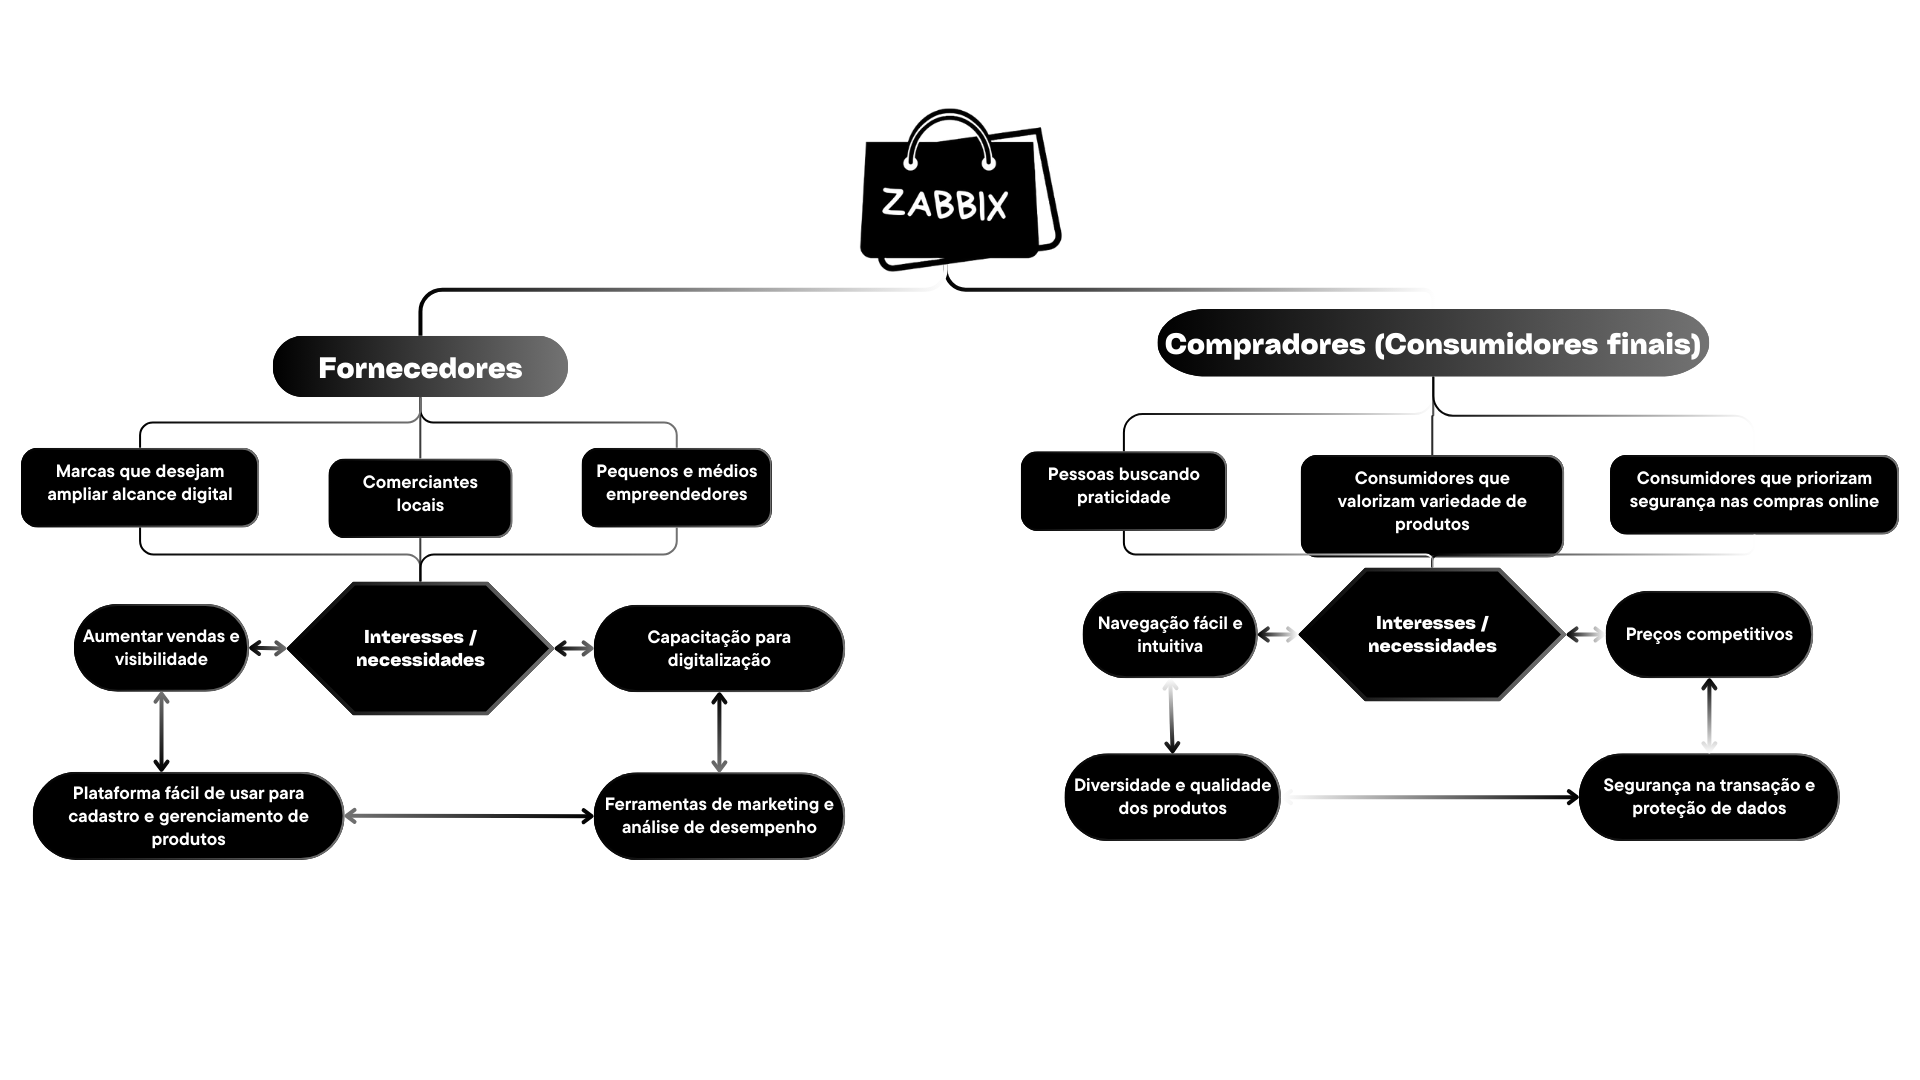 ZABBIX
Fornecedores
Marcas que desejam
ampliar alcance digital
Comerciantes
locais
Pequenos e médios
empreendedores
Interesses /
necessidades
Aumentar vendas e
visibilidade
Capacitação para
digitalização
Plataforma fácil de usar para
cadastro e gerenciamento de
produtos
Ferramentas de marketing e
análise de desempenho
Compradores (Consumidores finais)
Pessoas buscando
praticidade
Consumidores que
valorizam variedade de
produtos
Consumidores que priorizam
segurança nas compras online
Interesses /
necessidades
Navegação fácil e
intuitiva
Preços competitivos
Diversidade e qualidade
dos produtos
Segurança na transação e
proteção de dados